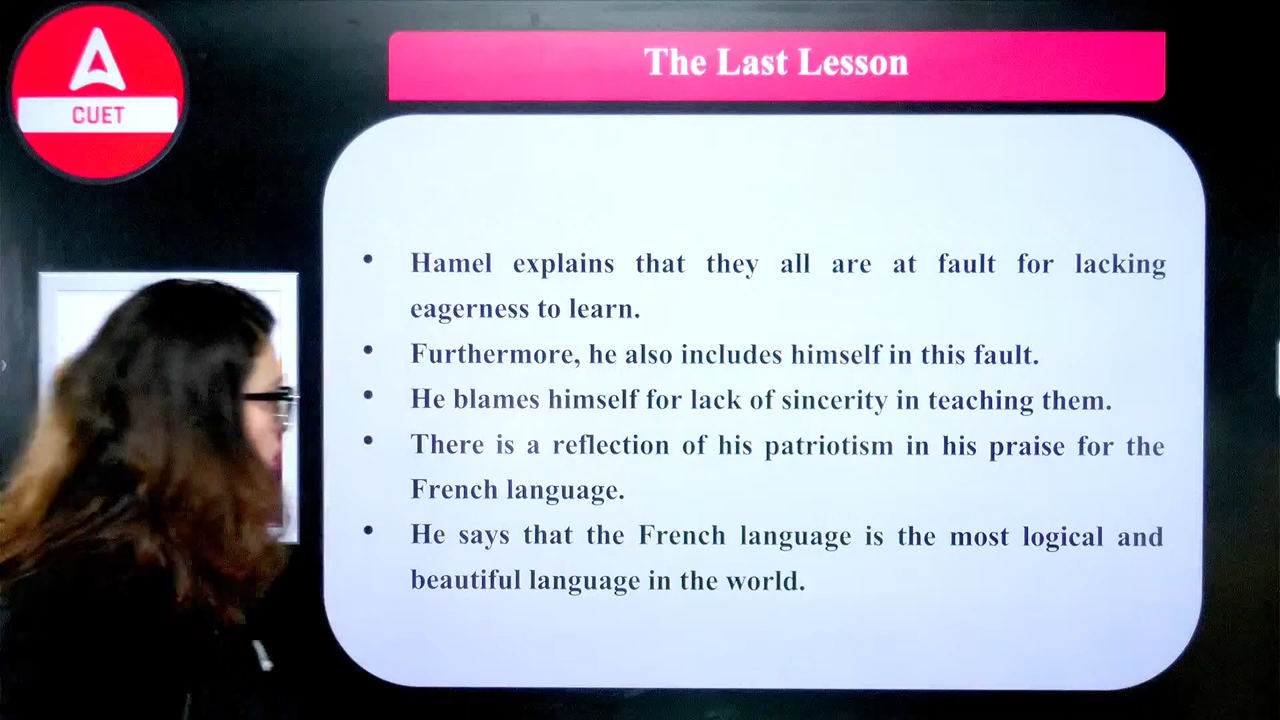 CUET
The Last Lesson
• Hamel explains that they all are at fault for lacking
eagerness to learn.
• Furthermore, he also includes himself in this fault.
• He blames himself for lack of sincerity in teaching them.
• There is a reflection of his patriotism in his praise for the
French language.
• He says that the French language is the most logical and
beautiful language in the world.